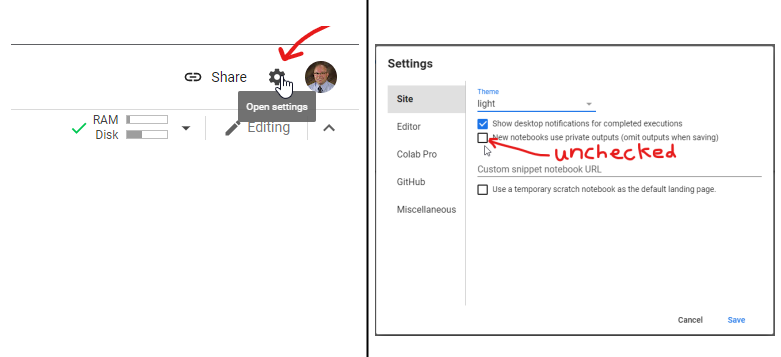 Share
Open settings
RAM
Disk
Editing
Settings
Site
Editor
Colab Pro
GitHub
Miscellaneous
Theme
light
Show desktop notifications for completed executions
New notebooks use private outputs (omit outputs when saving)
unchecked
Custom snippet notebook URL
Use a temporary scratch notebook as the default landing page.
Cancel
Save